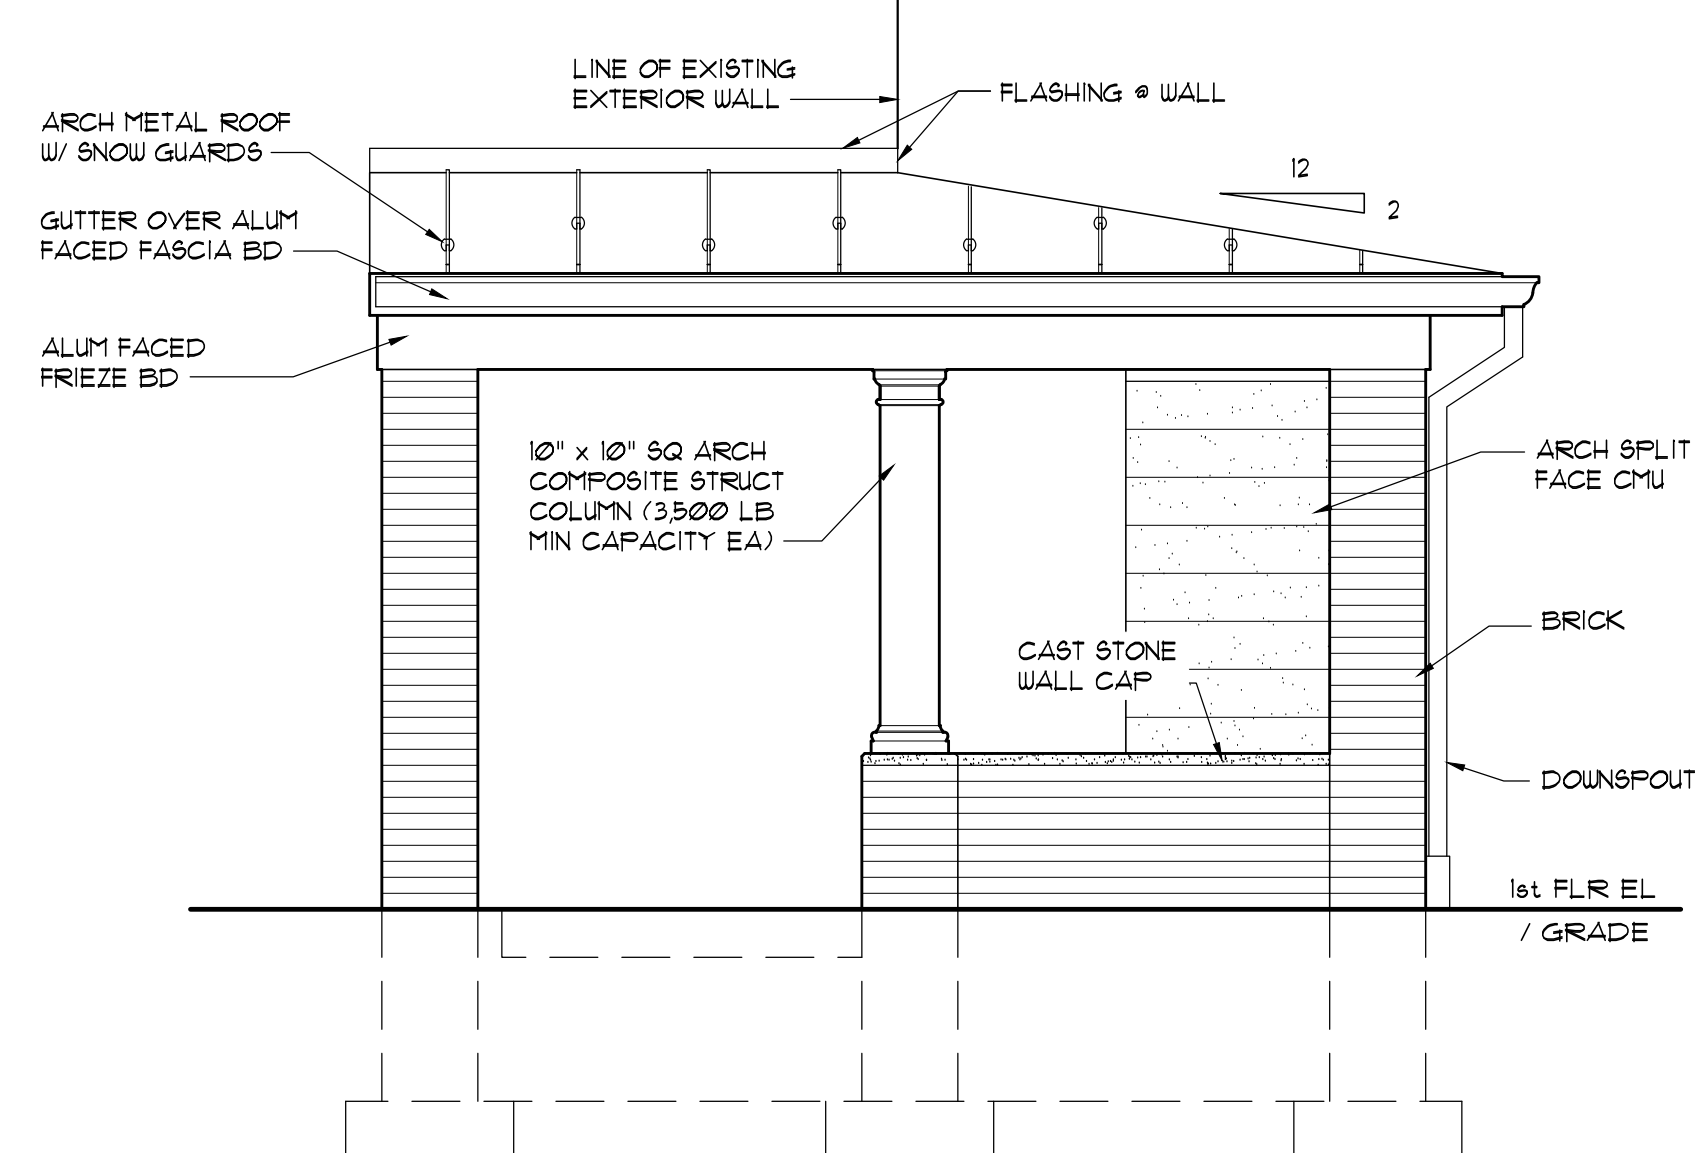 LINE OF EXISTING
EXTERIOR WALL
FLASHING @ WALL
ARCH METAL ROOF
W/ SNOW GUARDS
12
2
GUTTER OVER ALUM
FACED FASCIA BD
ALUM FACED
FRIEZE BD
10" x 10" SQ ARCH
COMPOSITE STRUCT
COLUMN (3,500 LB
MIN CAPACITY EA)
ARCH SPLIT
FACE CMU
BRICK
CAST STONE
WALL CAP
DOWNSPOUT
1st FLR EL
/ GRADE